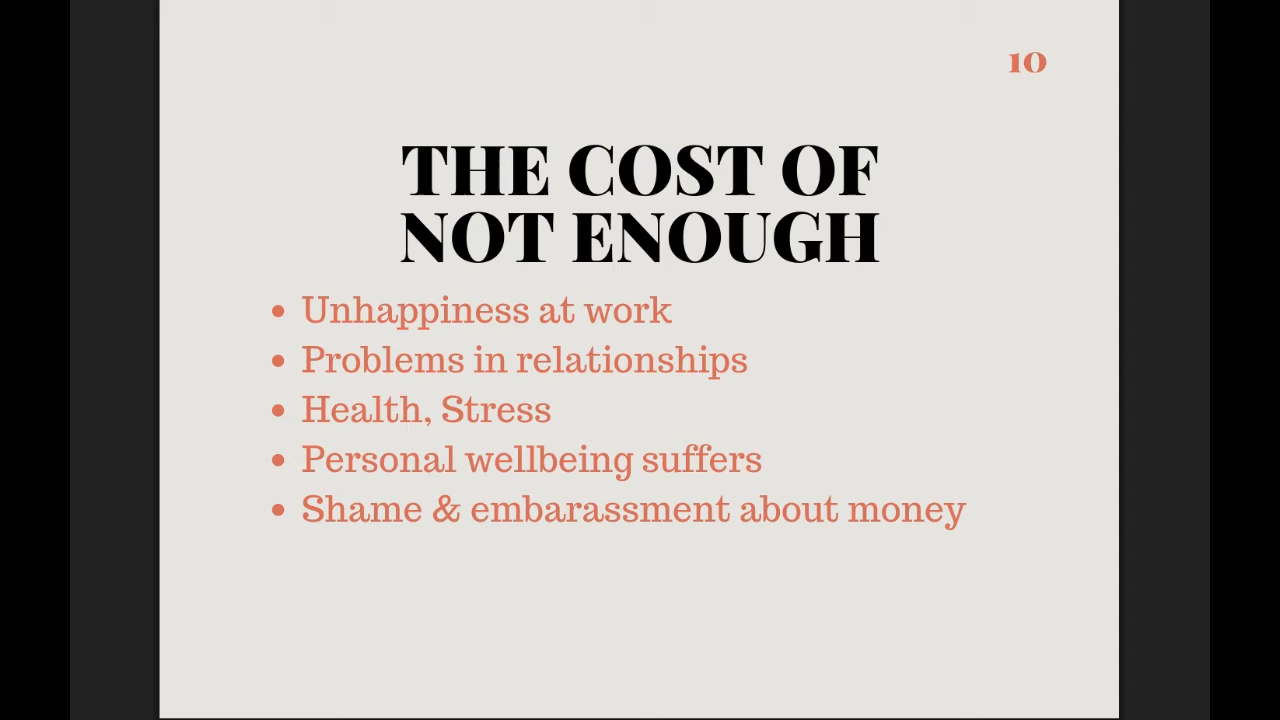 10
THE COST OF
NOT ENOUGH
• Unhappiness at work
• Problems in relationships
• Health, Stress
• Personal wellbeing suffers
• Shame & embarassment about money